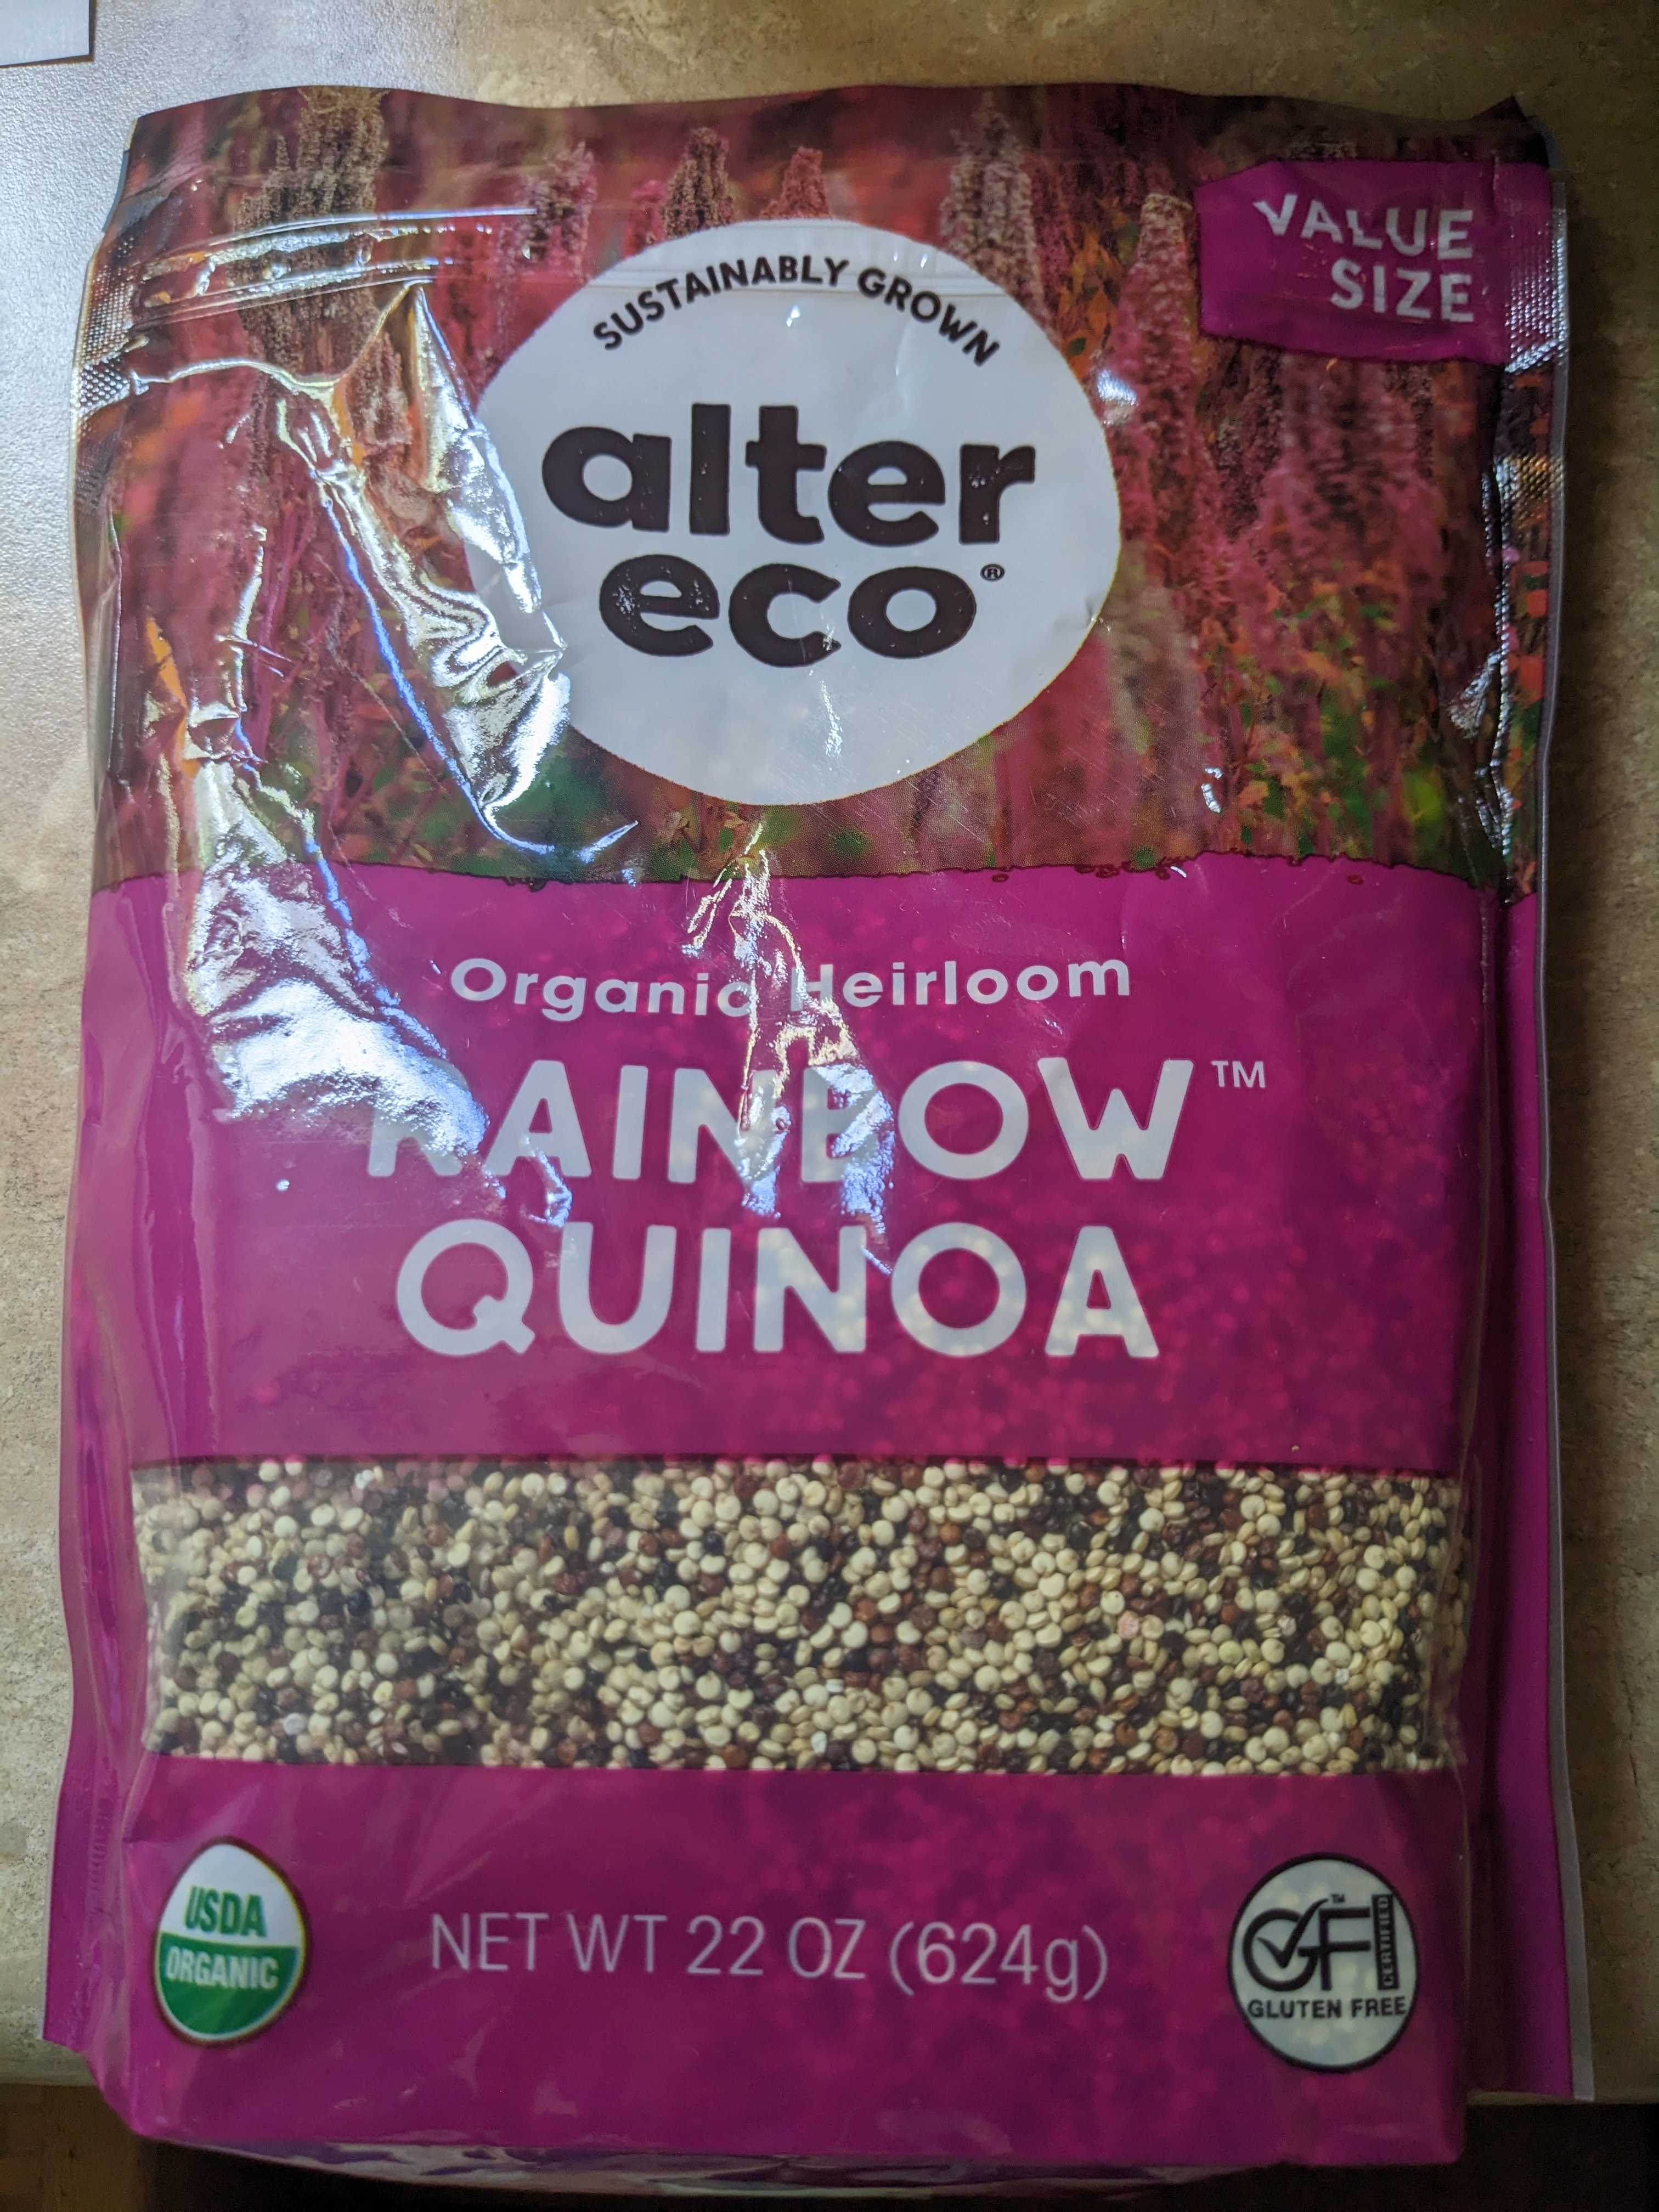 VALUE
SIZE
SUSTAINABLY GROWN
alter
eco®
Organic Heirloom
RAINBOW™
QUINOA
USDA
ORGANIC
NET WT 22 OZ (624g)
GF™
CERTIFIED
GLUTEN FREE